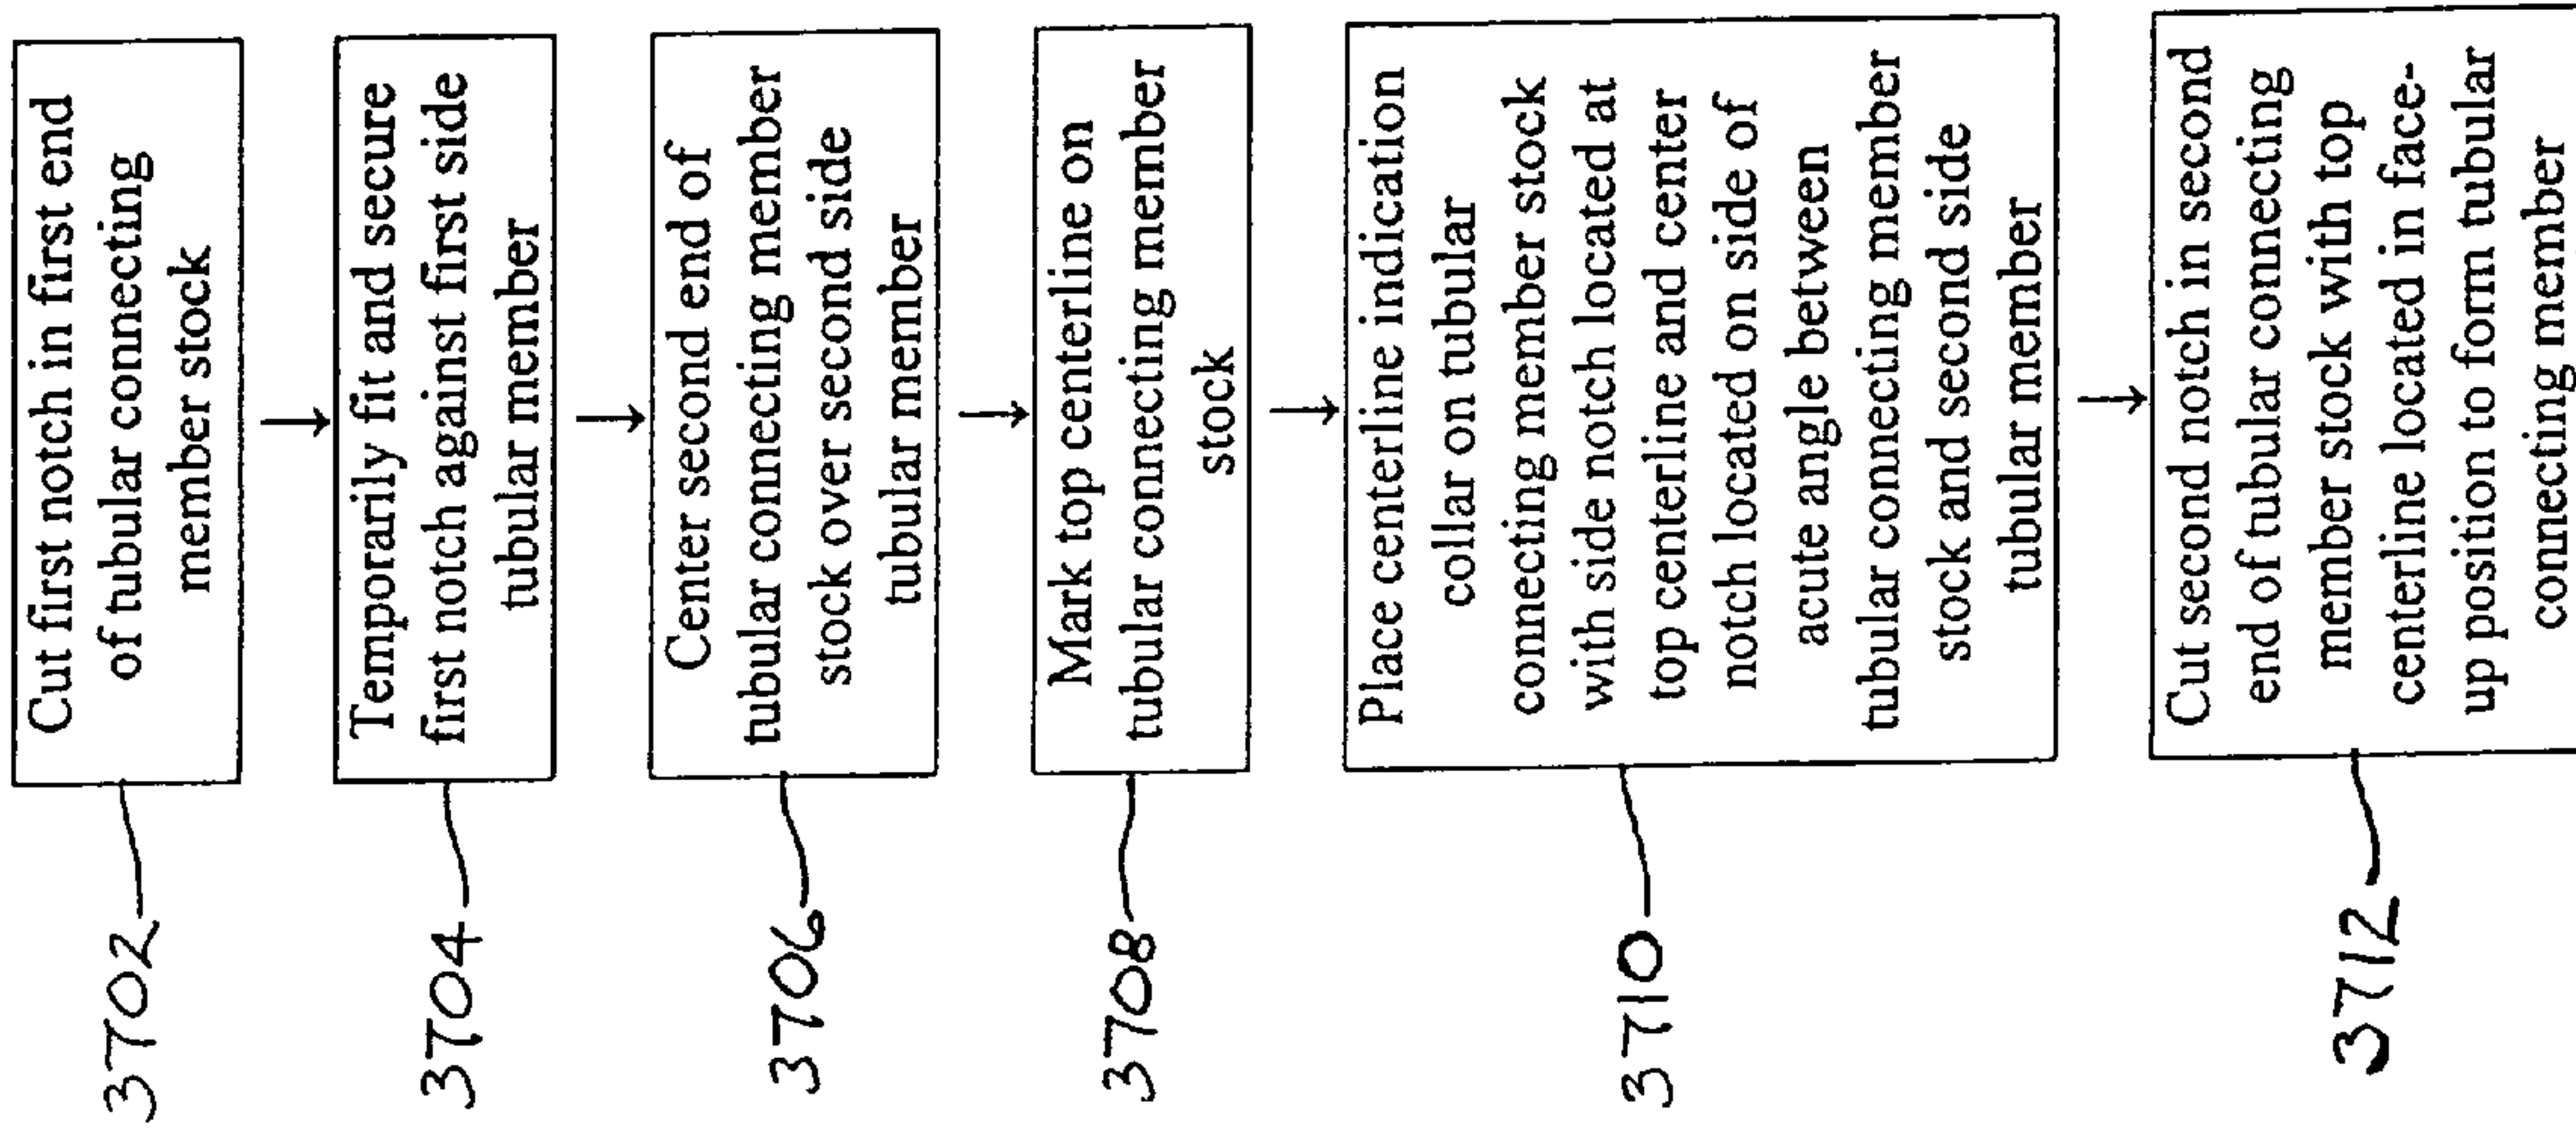 3702
Cut first notch in first end
of tubular connecting
member stock
3704
Temporarily fit and secure
first notch against first side
tubular member
3706
Center second end of
tubular connecting member
stock over second side
tubular member
3708
Mark top centerline on
tubular connecting member
stock
3710
Place centerline indication
collar on tubular
connecting member stock
with side notch located at
top centerline and center
notch located on side of
acute angle between
tubular connecting member
stock and second side
tubular member
3712
Cut second notch in second
end of tubular connecting
member stock with top
centerline located in face-
up position to form tubular
connecting member